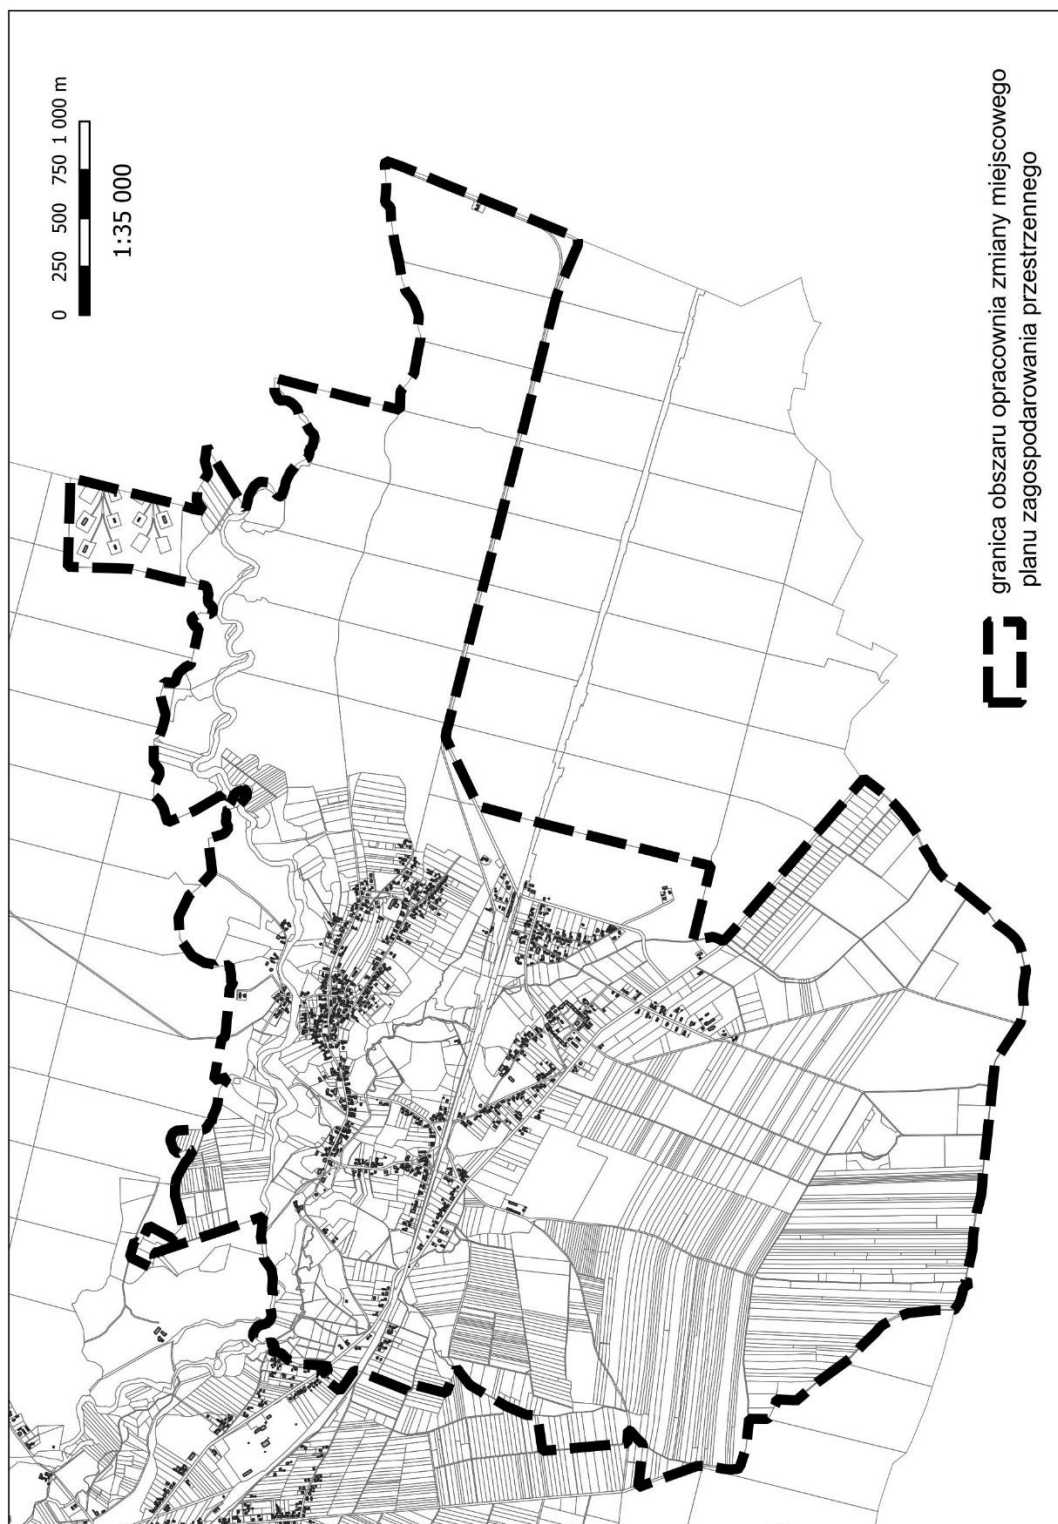 0 250 500 750 1 000 m
1:35 000
granica obszaru opracownia zmiany miejscowego
planu zagospodarowania przestrzennego